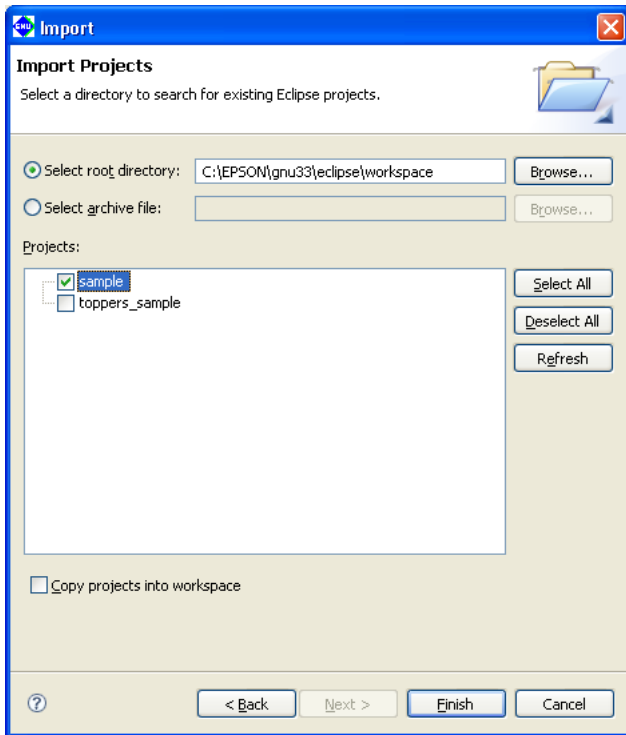 GNU Import
Import Projects
Select a directory to search for existing Eclipse projects.
Select root directory: C:\EPSON\gnu33\eclipse\workspace Browse...
Select archive file: Browse...
Projects:
sample
toppers_sample
Select All
Deselect All
Refresh
Copy projects into workspace
? < Back Next > Finish Cancel